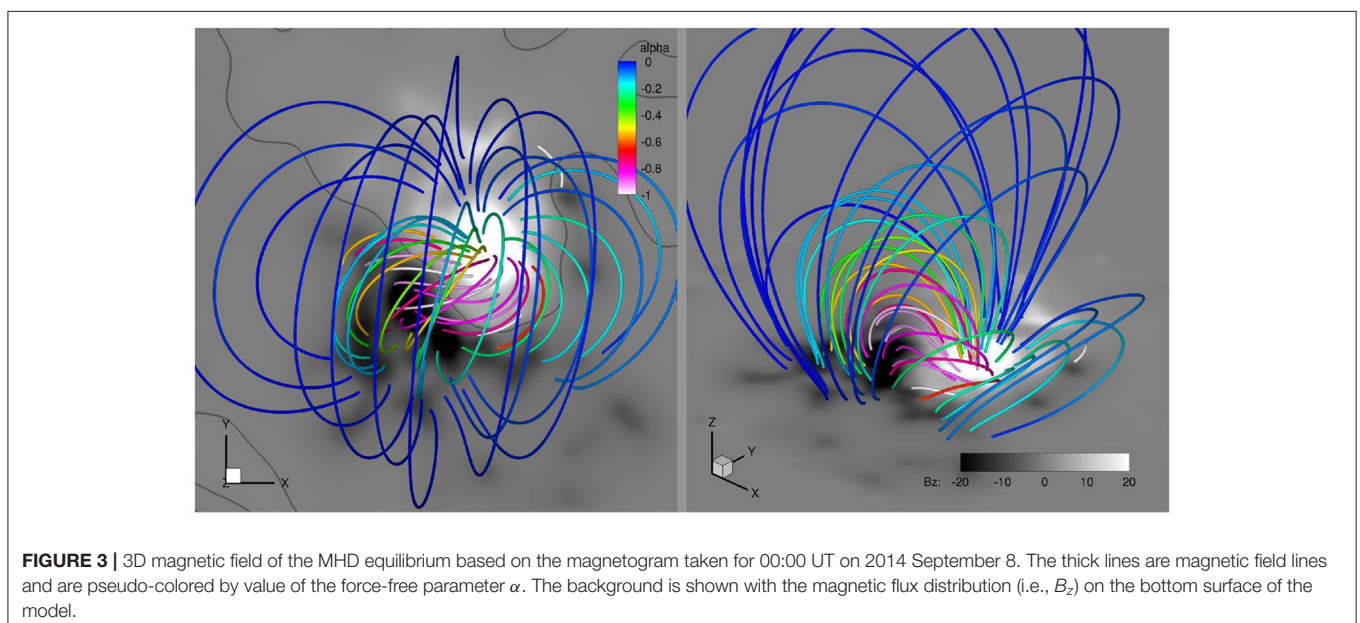 alpha
0
-0.2
-0.4
-0.6
-0.8
-1
Y
Z
X
Z
Y
X
Bz: -20 -10 0 10 20
FIGURE 3 | 3D magnetic field of the MHD equilibrium based on the magnetogram taken for 00:00 UT on 2014 September 8. The thick lines are magnetic field lines
and are pseudo-colored by value of the force-free parameter α. The background is shown with the magnetic flux distribution (i.e., Bz) on the bottom surface of the
model.